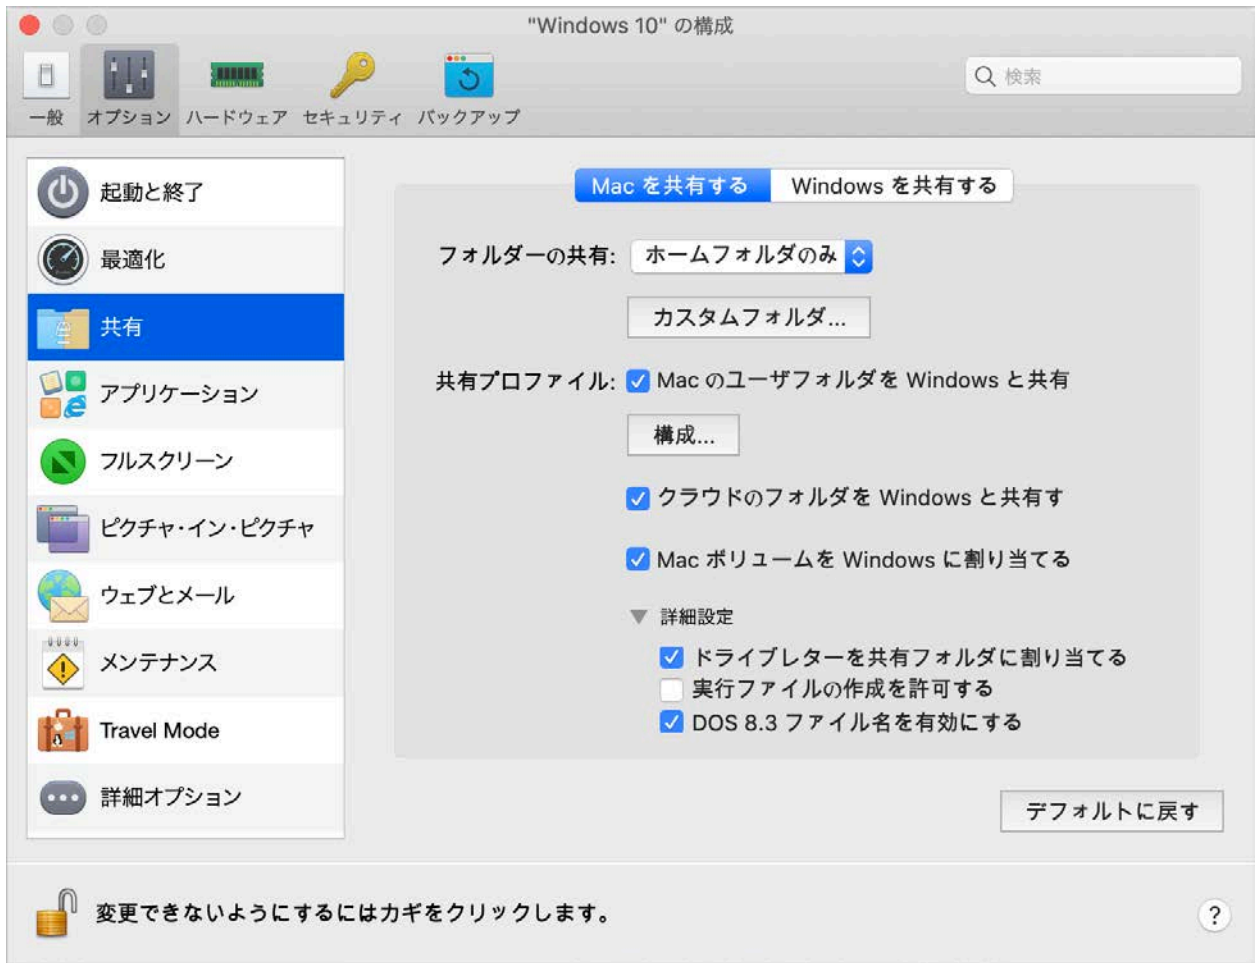 "Windows 10" の構成
一般 オプション ハードウェア セキュリティ バックアップ
検索
起動と終了
最適化
共有
アプリケーション
フルスクリーン
ピクチャ・イン・ピクチャ
ウェブとメール
メンテナンス
Travel Mode
詳細オプション
Mac を共有する Windows を共有する
フォルダーの共有: ホームフォルダのみ
カスタムフォルダ...
共有プロファイル: Mac のユーザフォルダを Windows と共有
構成...
クラウドのフォルダを Windows と共有す
Mac ボリュームを Windows に割り当てる
詳細設定
ドライブレターを共有フォルダに割り当てる
実行ファイルの作成を許可する
DOS 8.3 ファイル名を有効にする
デフォルトに戻す
変更できないようにするにはカギをクリックします。
?